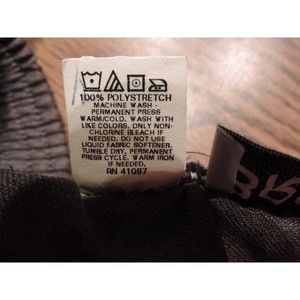 100% POLYSTRETCH
MACHINE WASH -
PERMANENT PRESS
WARM/COLD. WASH WITH
LIKE COLORS. ONLY NON-
CHLORINE BLEACH IF
NEEDED. DO NOT USE
LIQUID FABRIC SOFTENER.
TUMBLE DRY, PERMANENT
PRESS CYCLE. WARM IRON
IF NEEDED.
RN 41087